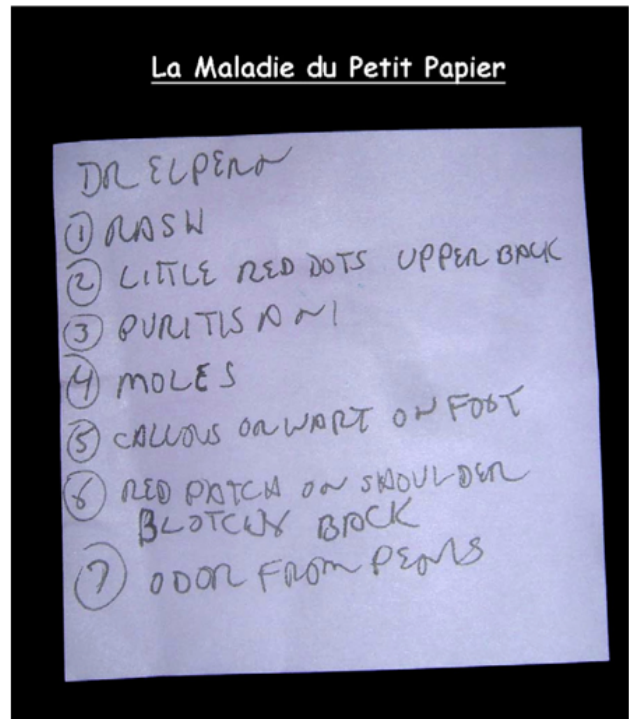 La Maladie du Petit Papier
DR ELPERN
① RASH
② LITTLE RED DOTS UPPER BACK
③ PURITIS ANI
④ MOLES
⑤ CALLOUS OR WART ON FOOT
⑥ RED PATCH ON SHOULDER
BLOTCHY BACK
⑦ ODOR FROM PENIS